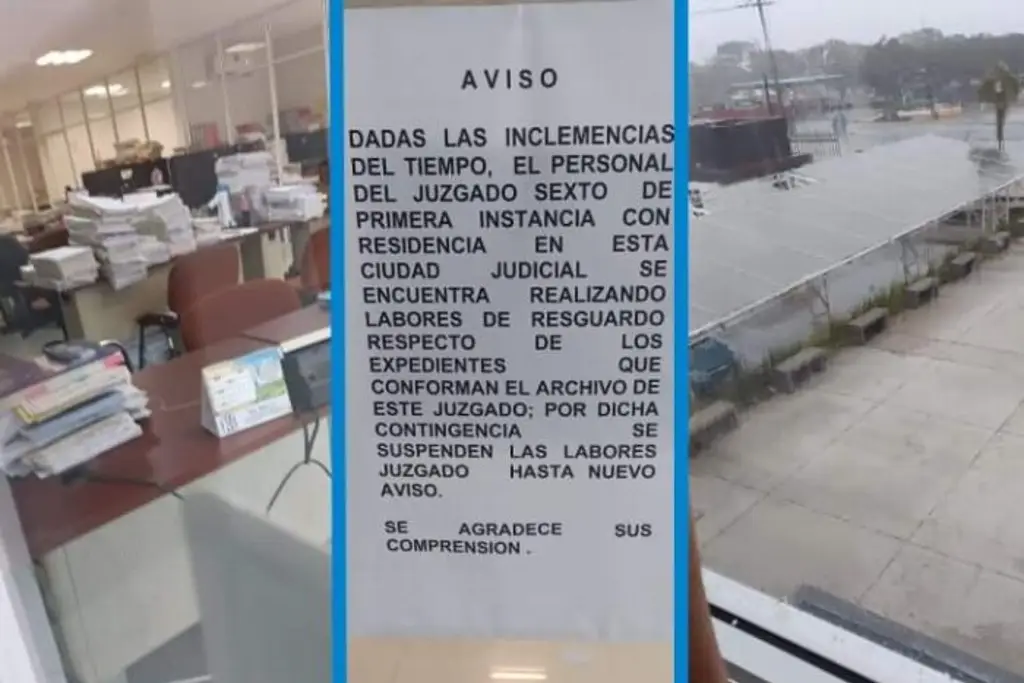 AVISO
DADAS LAS INCLEMENCIAS
DEL TIEMPO, EL PERSONAL
DEL JUZGADO SEXTO DE
PRIMERA INSTANCIA CON
RESIDENCIA EN ESTA
CIUDAD JUDICIAL SE
ENCUENTRA REALIZANDO
LABORES DE RESGUARDO
RESPECTO DE LOS
EXPEDIENTES QUE
CONFORMAN EL ARCHIVO DE
ESTE JUZGADO; POR DICHA
CONTINGENCIA SE
SUSPENDEN LAS LABORES
JUZGADO HASTA NUEVO
AVISO.
SE AGRADECE SUS
COMPRENSION .